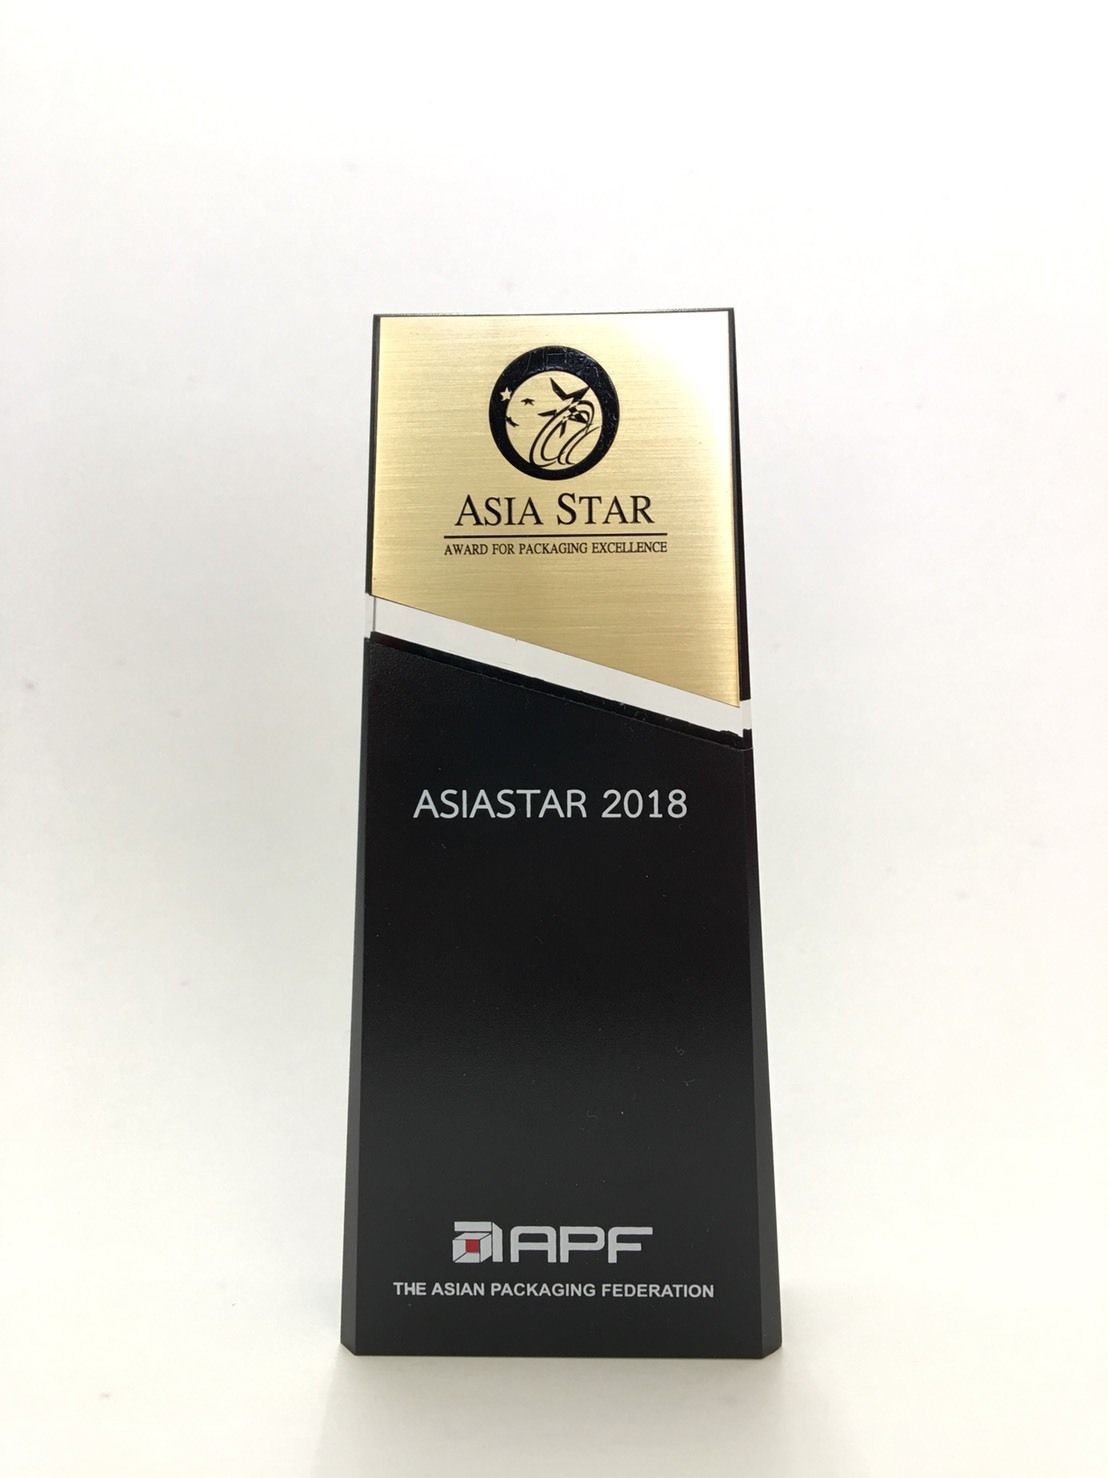 ASIA STAR
AWARD FOR PACKAGING EXCELLENCE
ASIASTAR 2018
APF
THE ASIAN PACKAGING FEDERATION